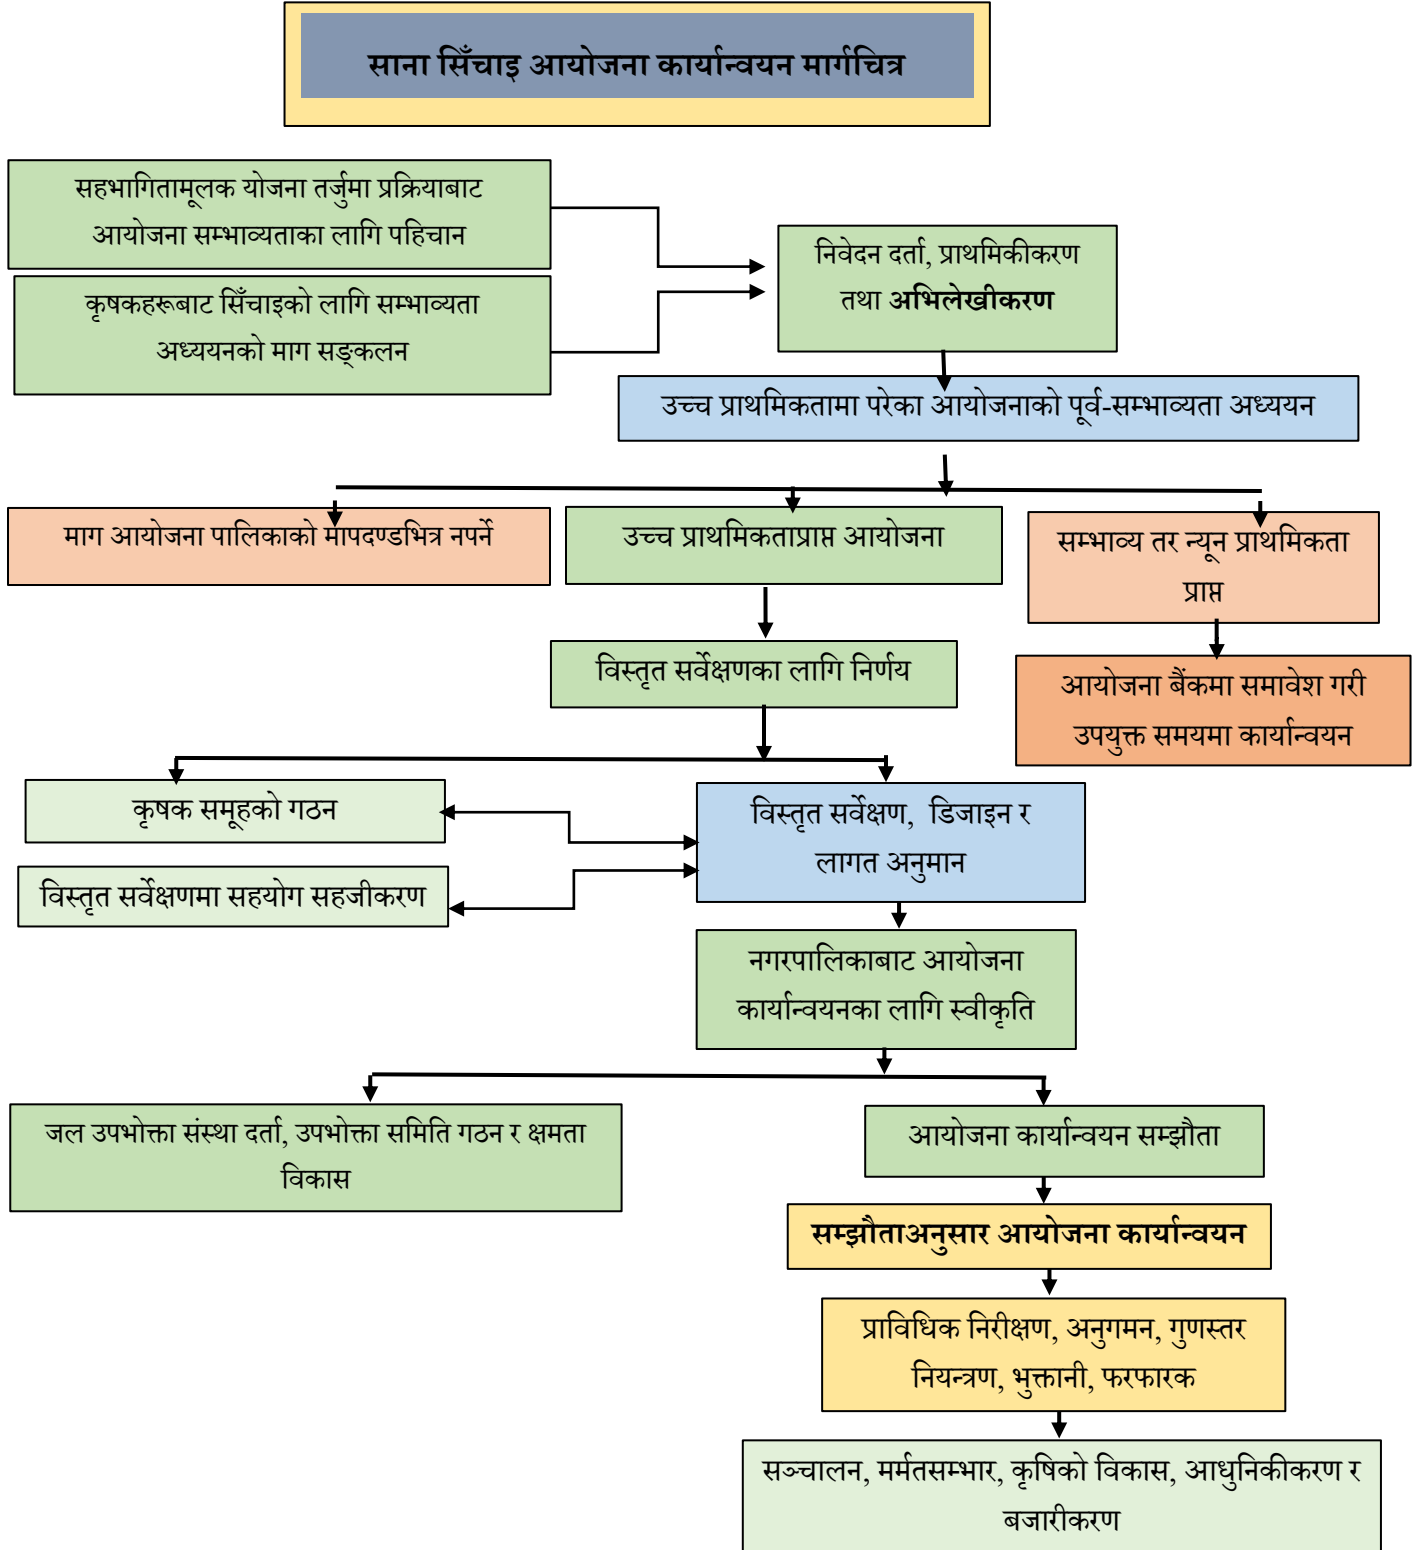 साना सिँचाइ आयोजना कार्यान्वयन मार्गचित्र
सहभागितामूलक योजना तर्जुमा प्रक्रियाबाट
आयोजना सम्भाव्यताका लागि पहिचान
निवेदन दर्ता, प्राथमिकीकरण
तथा अभिलेखीकरण
कृषकहरूबाट सिँचाइको लागि सम्भाव्यता
अध्ययनको माग सङ्कलन
उच्च प्राथमिकतामा परेका आयोजनाको पूर्व-सम्भाव्यता अध्ययन
माग आयोजना पालिकाको मापदण्डभित्र नपर्ने
उच्च प्राथमिकताप्राप्त आयोजना
सम्भाव्य तर न्यून प्राथमिकता
प्राप्त
विस्तृत सर्वेक्षणका लागि निर्णय
आयोजना बैंकमा समावेश गरी
उपयुक्त समयमा कार्यान्वयन
कृषक समूहको गठन
विस्तृत सर्वेक्षण, डिजाइन र
लागत अनुमान
विस्तृत सर्वेक्षणमा सहयोग सहजीकरण
नगरपालिकाबाट आयोजना
कार्यान्वयनका लागि स्वीकृति
जल उपभोक्ता संस्था दर्ता, उपभोक्ता समिति गठन र क्षमता
विकास
आयोजना कार्यान्वयन सम्झौता
सम्झौताअनुसार आयोजना कार्यान्वयन
प्राविधिक निरीक्षण, अनुगमन, गुणस्तर
नियन्त्रण, भुक्तानी, फरफारक
सञ्चालन, मर्मतसम्भार, कृषिको विकास, आधुनिकीकरण र
बजारीकरण